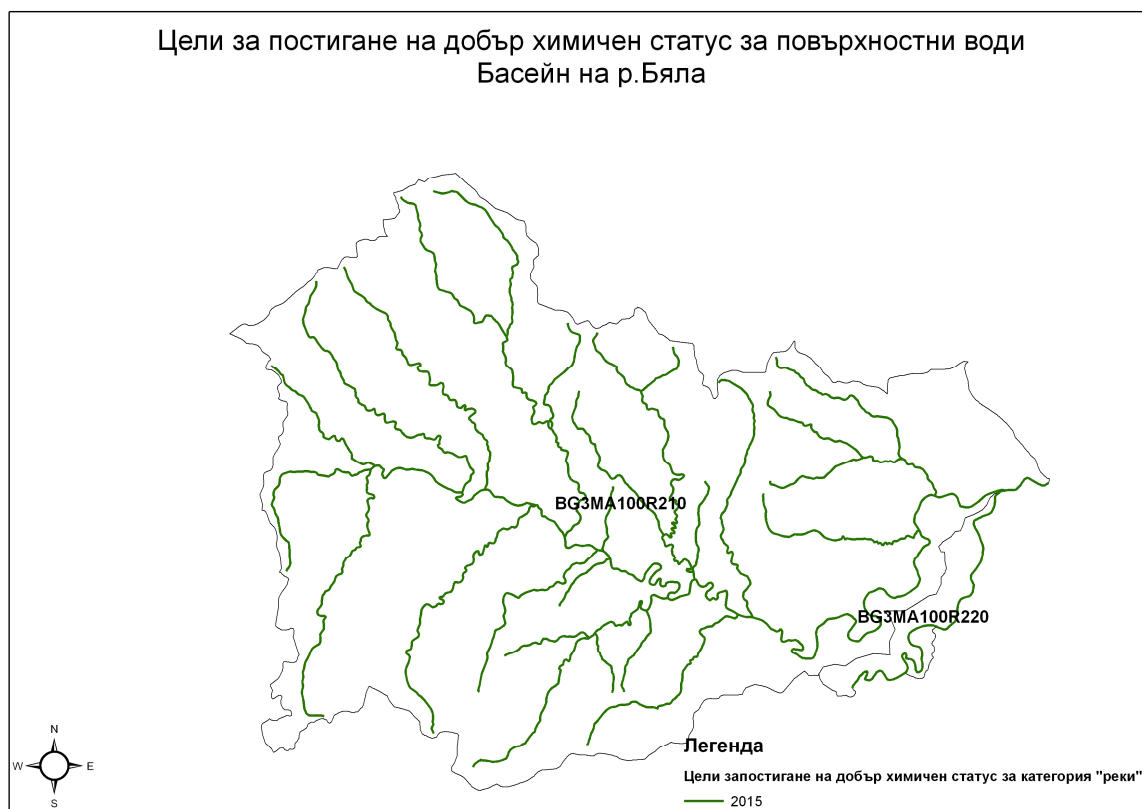 Цели за постигане на добър химичен статус за повърхностни води
Басейн на р.Бяла
BG3MA100R210
BG3MA100R220
N
W E
S
Легенда
Цели запостигане на добър химичен статус за категория "реки"
2015